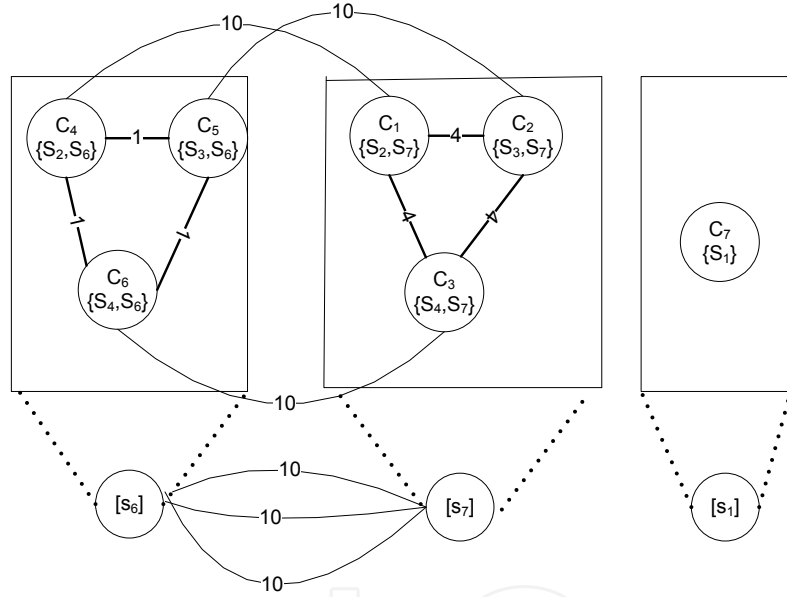 10
10
C4
{S2,S6}
1
C5
{S3,S6}
C1
{S2,S7}
4
C2
{S3,S7}
1
1
4
4
C6
{S4,S6}
C3
{S4,S7}
C7
{S1}
10
10
[s6]
10
[s7]
[s1]
10